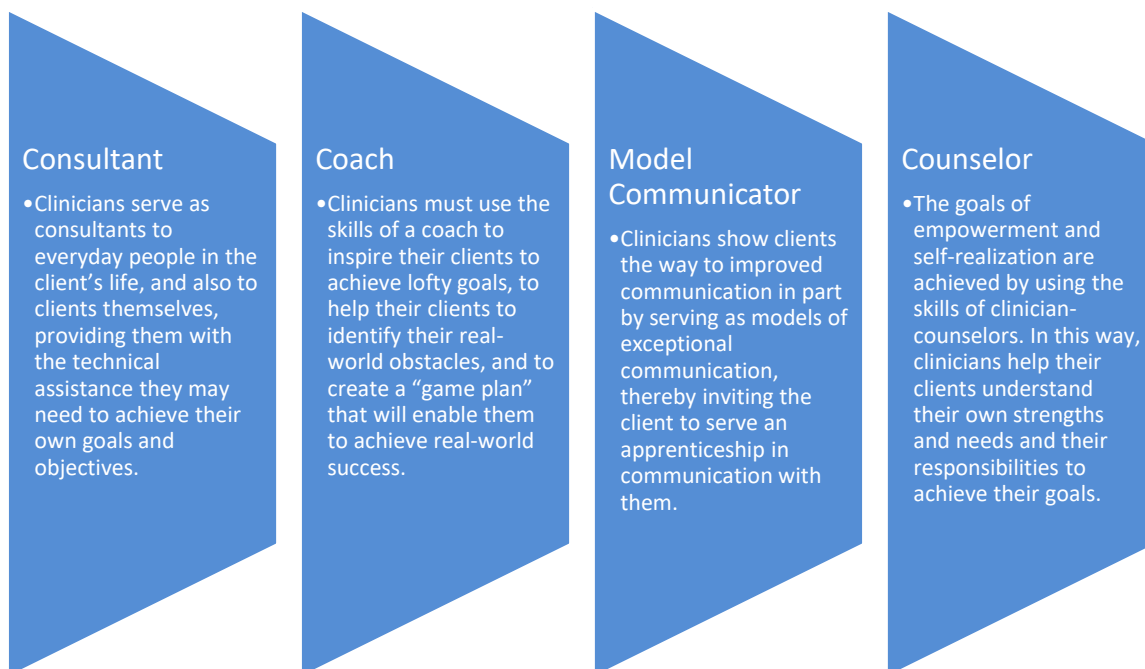 Consultant
•Clinicians serve as
consultants to
everyday people in the
client’s life, and also to
clients themselves,
providing them with
the technical
assistance they may
need to achieve their
own goals and
objectives.
Coach
•Clinicians must use the
skills of a coach to
inspire their clients to
achieve lofty goals, to
help their clients to
identify their real-
world obstacles, and to
create a “game plan”
that will enable them
to achieve real-world
success.
Model
Communicator
•Clinicians show clients
the way to improved
communication in part
by serving as models of
exceptional
communication,
thereby inviting the
client to serve an
apprenticeship in
communication with
them.
Counselor
•The goals of
empowerment and
self-realization are
achieved by using the
skills of clinician-
counselors. In this way,
clinicians help their
clients understand
their own strengths
and needs and their
responsibilities to
achieve their goals.